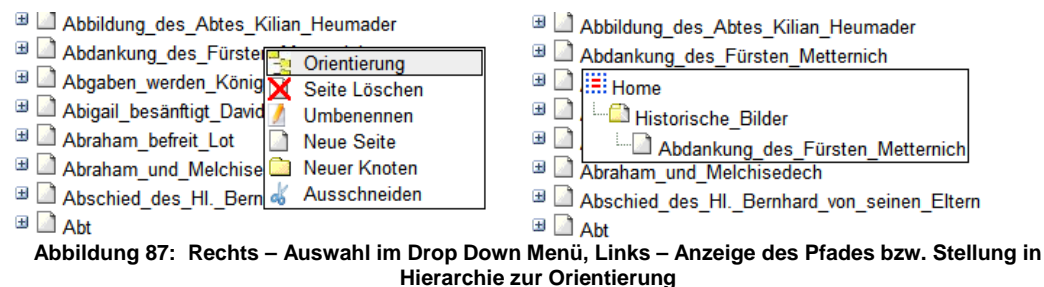 Abbildung_des_Abtes_Kilian_Heumader
Abdankung_des_Fürsten
Abgaben_werden_König
Abigail_besänftigt_David
Abraham_befreit_Lot
Abraham_und_Melchise
Abschied_des_Hl._Bern
Abt
Orientierung
Seite Löschen
Umbenennen
Neue Seite
Neuer Knoten
Ausschneiden
Abbildung_des_Abtes_Kilian_Heumader
Abdankung_des_Fürsten_Metternich
Home
Historische_Bilder
Abdankung_des_Fürsten_Metternich
Abraham_und_Melchisedech
Abschied_des_Hl._Bernhard_von_seinen_Eltern
Abt
Abbildung 87: Rechts – Auswahl im Drop Down Menü, Links – Anzeige des Pfades bzw. Stellung in
Hierarchie zur Orientierung